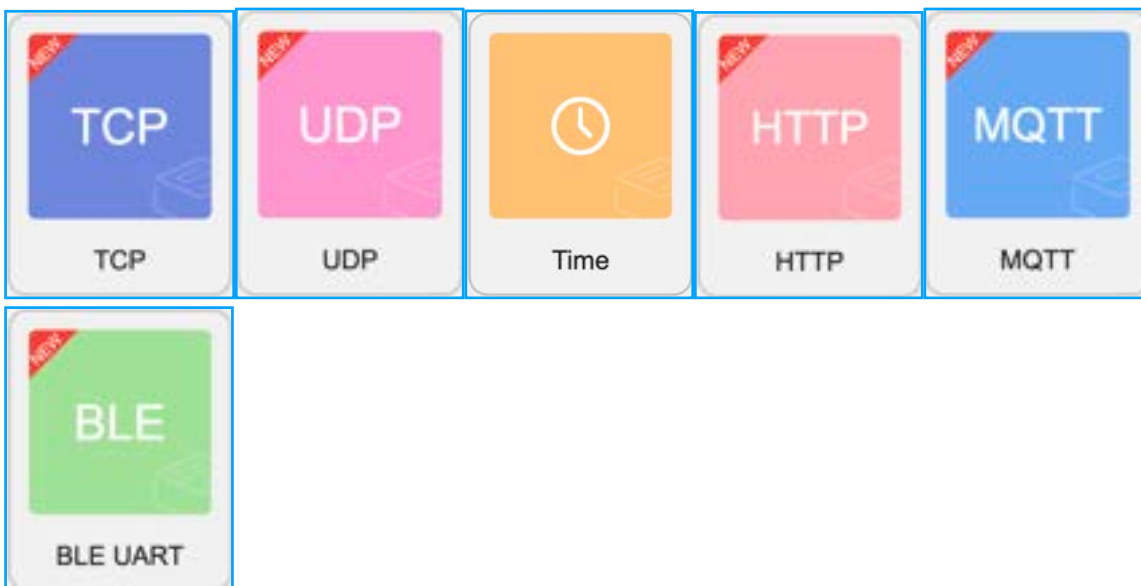 NEW
TCP
TCP
NEW
UDP
UDP
Time
NEW
HTTP
HTTP
NEW
MQTT
MQTT
NEW
BLE
BLE UART